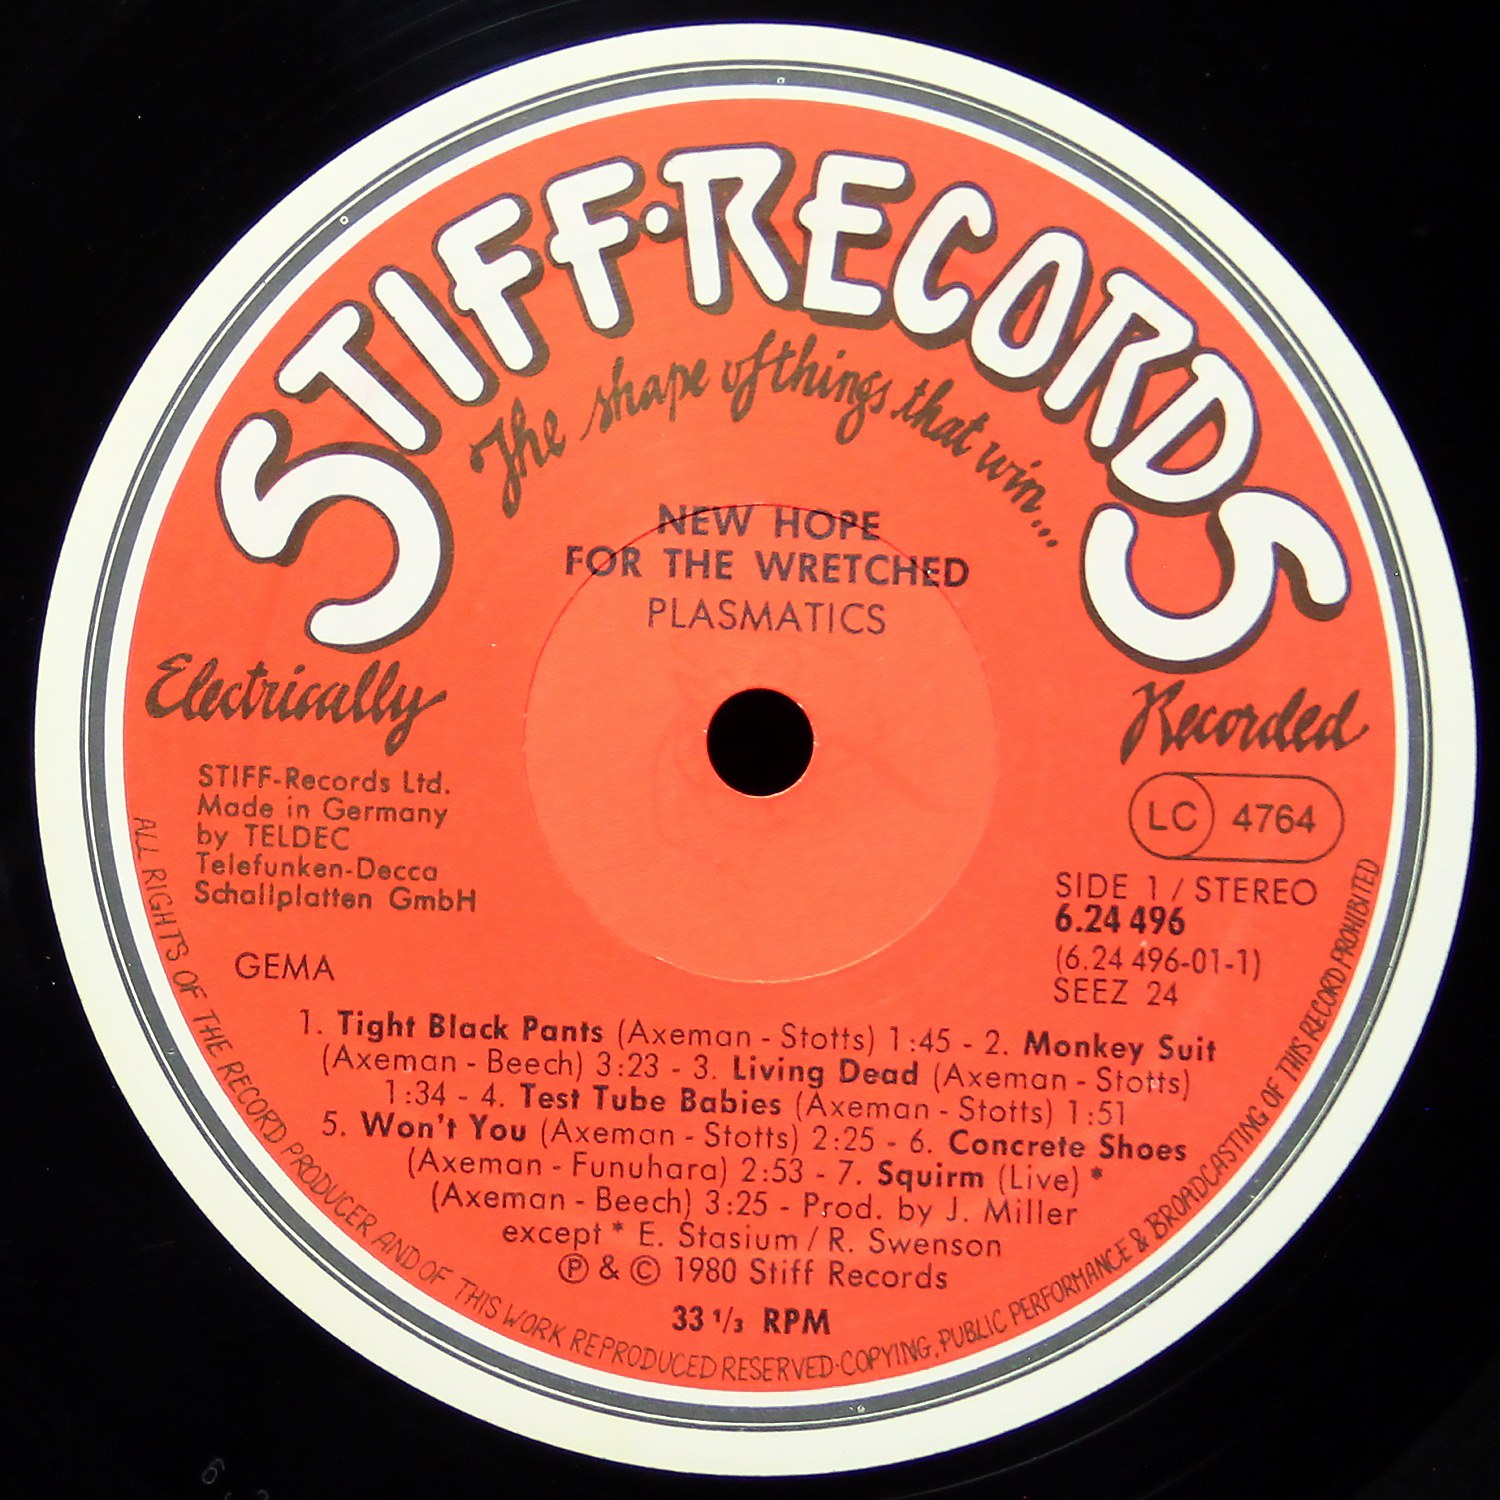 STIFF·RECORDS
The shape of things that win...
NEW HOPE
FOR THE WRETCHED
PLASMATICS
Electrically
Recorded
STIFF-Records Ltd.
Made in Germany
by TELDEC
Telefunken-Decca
Schallplatten GmbH
GEMA
LC 4764
SIDE 1 / STEREO
6.24 496
(6.24 496-01-1)
SEEZ 24
1. Tight Black Pants (Axeman - Stotts) 1:45 - 2. Monkey Suit
(Axeman - Beech) 3:23 - 3. Living Dead (Axeman - Stotts)
1:34 - 4. Test Tube Babies (Axeman - Stotts) 1:51
5. Won't You (Axeman - Stotts) 2:25 - 6. Concrete Shoes
(Axeman - Funuhara) 2:53 - 7. Squirm (Live) *
(Axeman - Beech) 3:25 - Prod. by J. Miller
except * E. Stasium / R. Swenson
Ⓟ & © 1980 Stiff Records
33 1/3 RPM
ALL RIGHTS OF THE RECORD PRODUCER AND OF THIS WORK REPRODUCED RESERVED·COPYING, PUBLIC PERFORMANCE & BROADCASTING OF THIS RECORD PROHIBITED